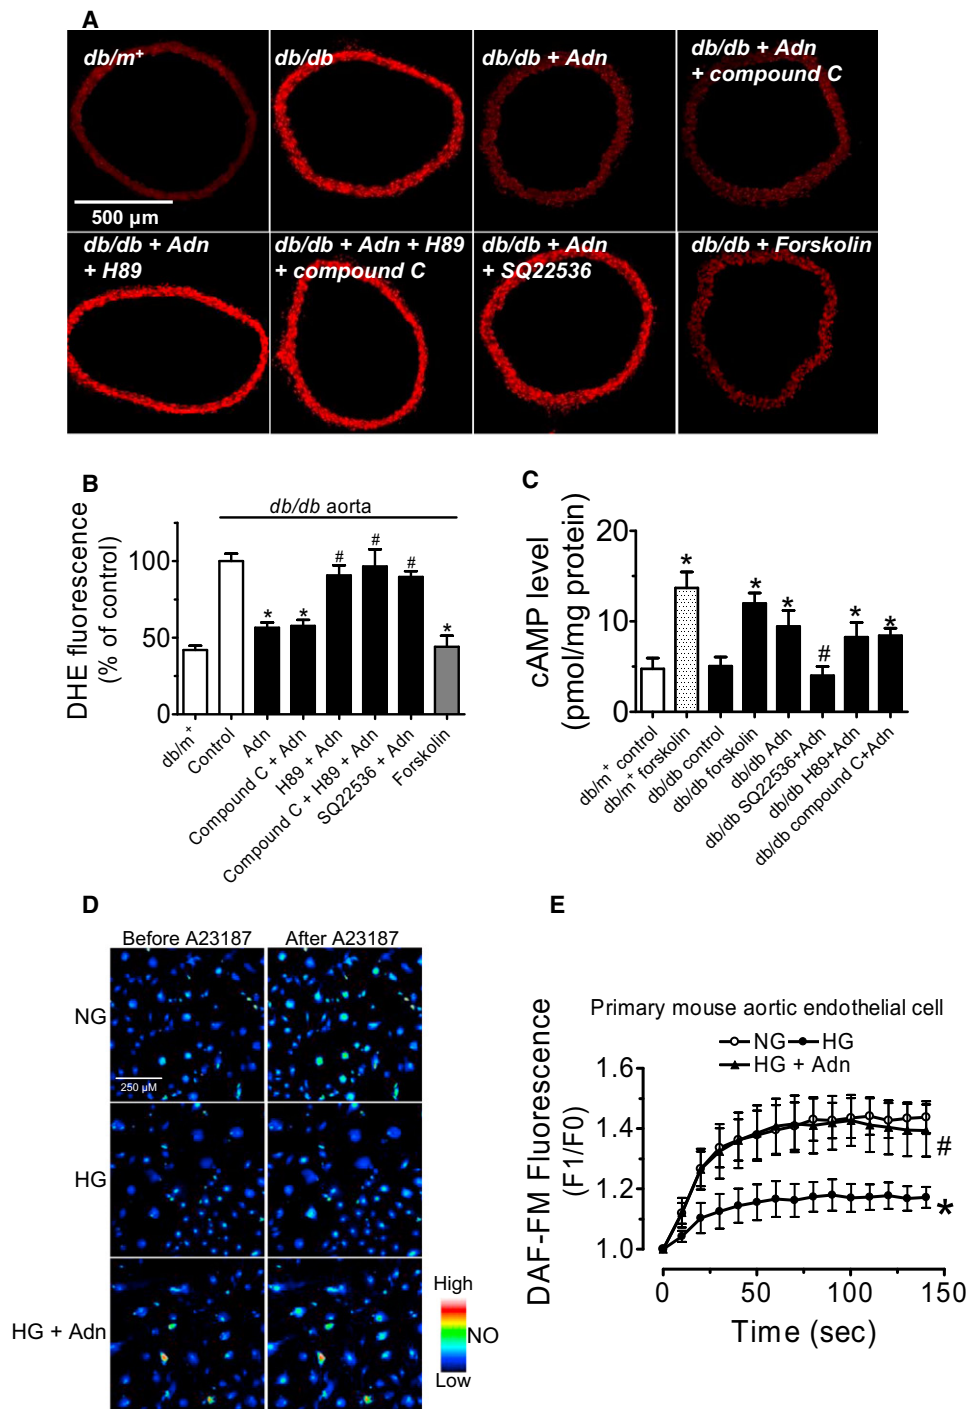 A
db/m+
db/db
db/db + Adn
db/db + Adn
+ compound C
500 µm
db/db + Adn
+ H89
db/db + Adn + H89
+ compound C
db/db + Adn
+ SQ22536
db/db + Forskolin
B
db/db aorta
DHE fluorescence
(% of control)
100
50
0
* * # # # *
db/m+
Control
Adn
Compound C + Adn
H89 + Adn
Compound C + H89 + Adn
SQ22536 + Adn
Forskolin
C
cAMP level
(pmol/mg protein)
20
10
0
* * * # * *
db/m+ control
db/m+ forskolin
db/db control
db/db forskolin
db/db Adn
db/db SQ22536+Adn
db/db H89+Adn
db/db compound C+Adn
D
Before A23187
After A23187
NG
250 µM
HG
HG + Adn
High
NO
Low
E
Primary mouse aortic endothelial cell
NG HG
HG + Adn
DAF-FM Fluorescence
(F1/F0)
1.6
1.4
1.2
1.0
#
*
0 50 100 150
Time (sec)